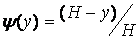 ψ(y) = (H − y)/H